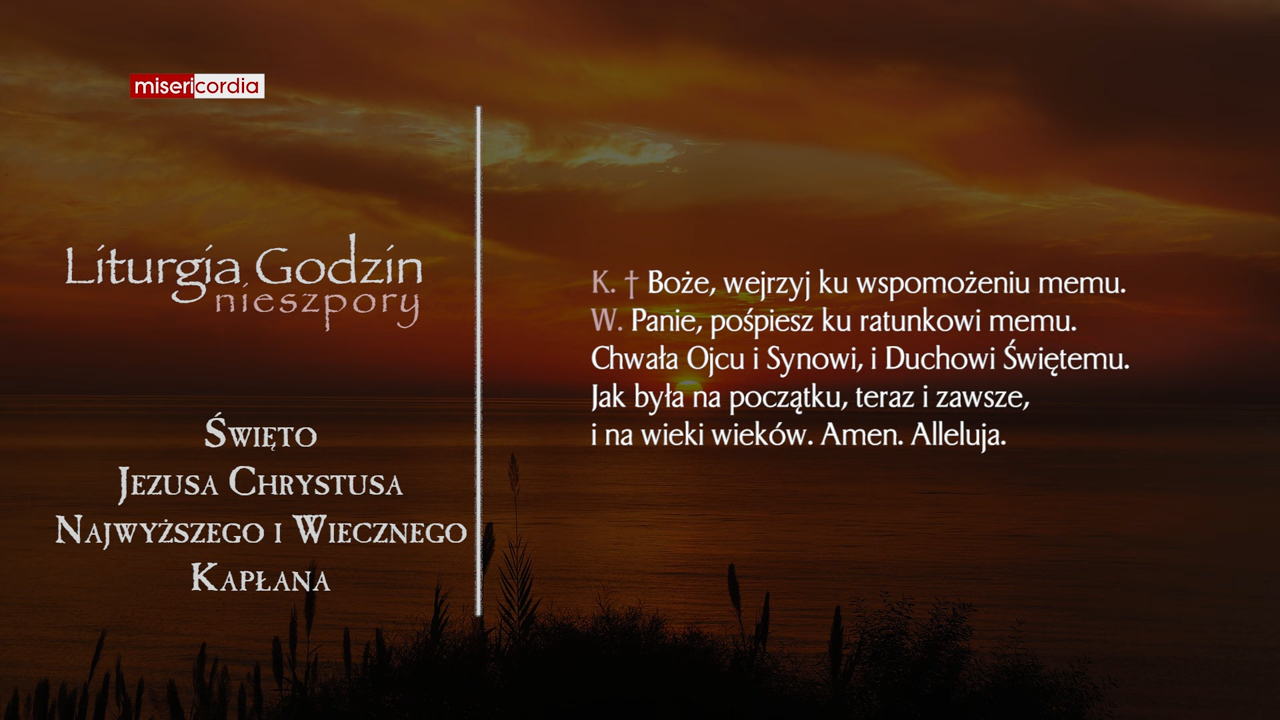 misericordia
Liturgia Godzin
nieszpory
Święto
Jezusa Chrystusa
Najwyższego i Wiecznego
Kapłana
K. † Boże, wejrzyj ku wspomożeniu memu.
W. Panie, pośpiesz ku ratunkowi memu.
Chwała Ojcu i Synowi, i Duchowi Świętemu.
Jak była na początku, teraz i zawsze,
i na wieki wieków. Amen. Alleluja.